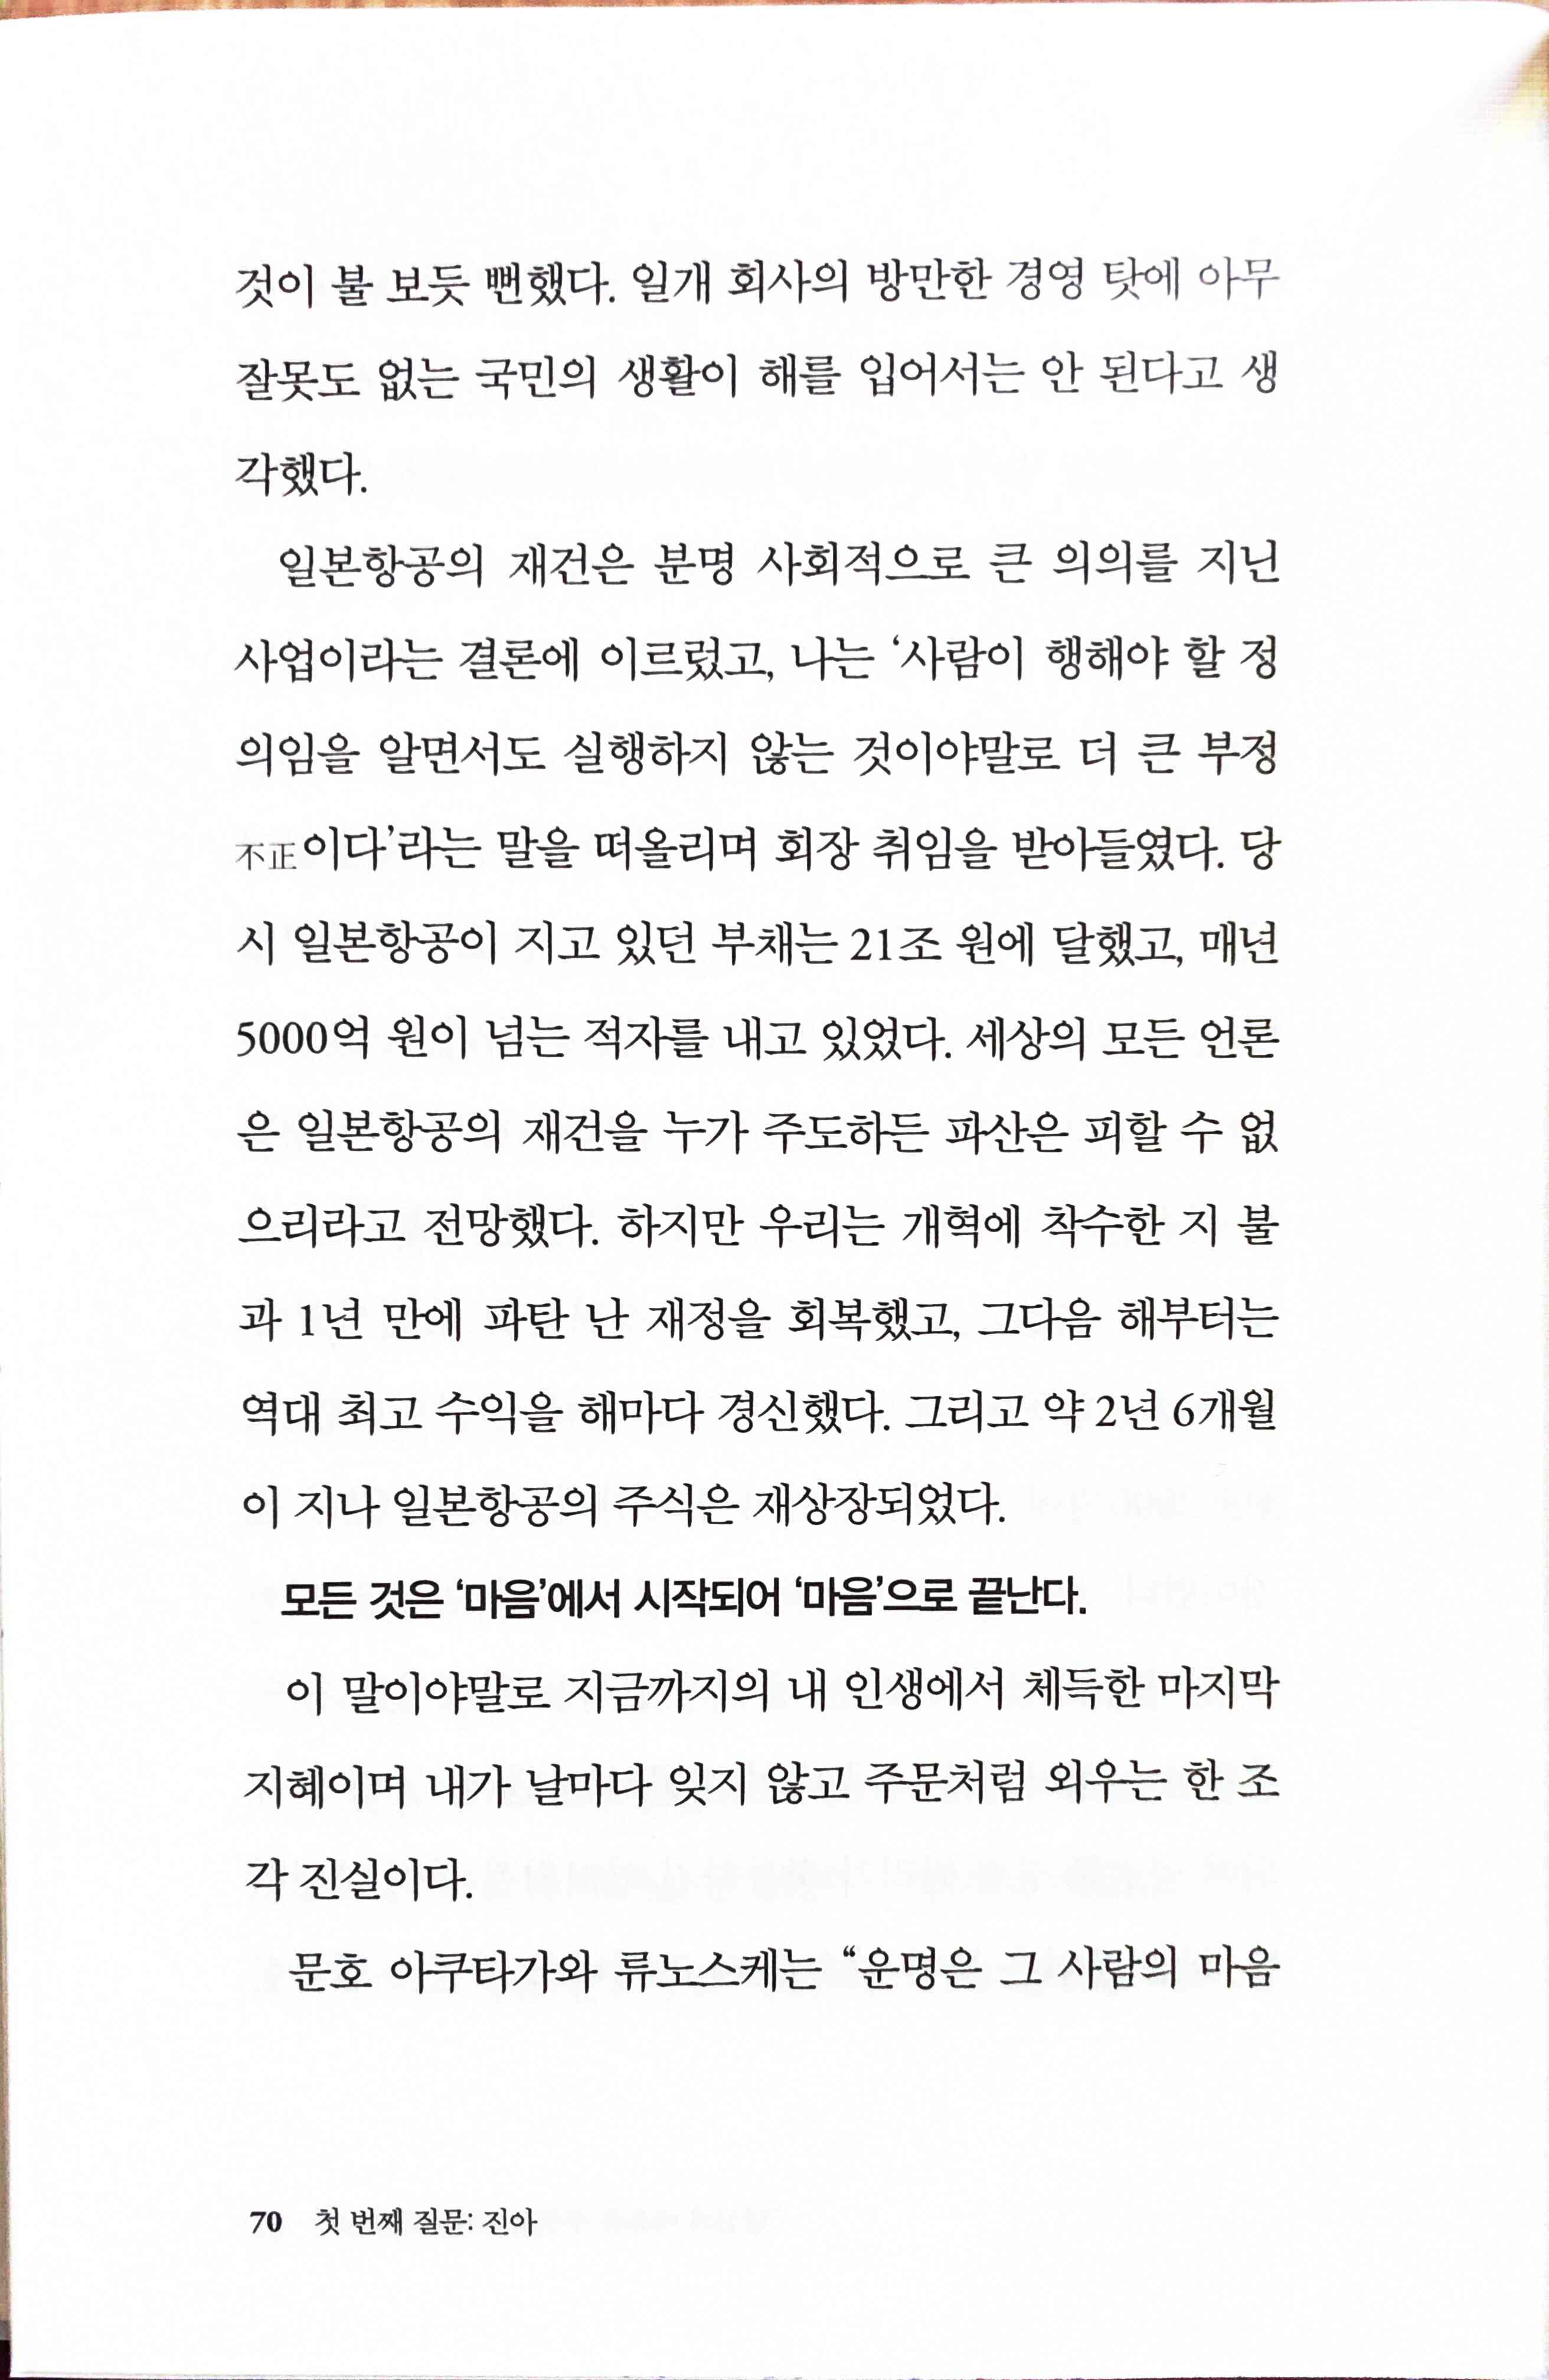 것이 불 보듯 뻔했다. 일개 회사의 방만한 경영 탓에 아무
잘못도 없는 국민의 생활이 해를 입어서는 안 된다고 생
각했다.
일본항공의 재건은 분명 사회적으로 큰 의의를 지닌
사업이라는 결론에 이르렀고, 나는 ‘사람이 행해야 할 정
의임을 알면서도 실행하지 않는 것이야말로 더 큰 부정
不正이다’라는 말을 떠올리며 회장 취임을 받아들였다. 당
시 일본항공이 지고 있던 부채는 21조 원에 달했고, 매년
5000억 원이 넘는 적자를 내고 있었다. 세상의 모든 언론
은 일본항공의 재건을 누가 주도하든 파산은 피할 수 없
으리라고 전망했다. 하지만 우리는 개혁에 착수한 지 불
과 1년 만에 파탄 난 재정을 회복했고, 그다음 해부터는
역대 최고 수익을 해마다 경신했다. 그리고 약 2년 6개월
이 지나 일본항공의 주식은 재상장되었다.
모든 것은 ‘마음’에서 시작되어 ‘마음’으로 끝난다.
이 말이야말로 지금까지의 내 인생에서 체득한 마지막
지혜이며 내가 날마다 잊지 않고 주문처럼 외우는 한 조
각 진실이다.
문호 아쿠타가와 류노스케는 “운명은 그 사람의 마음
70 첫 번째 질문: 진아